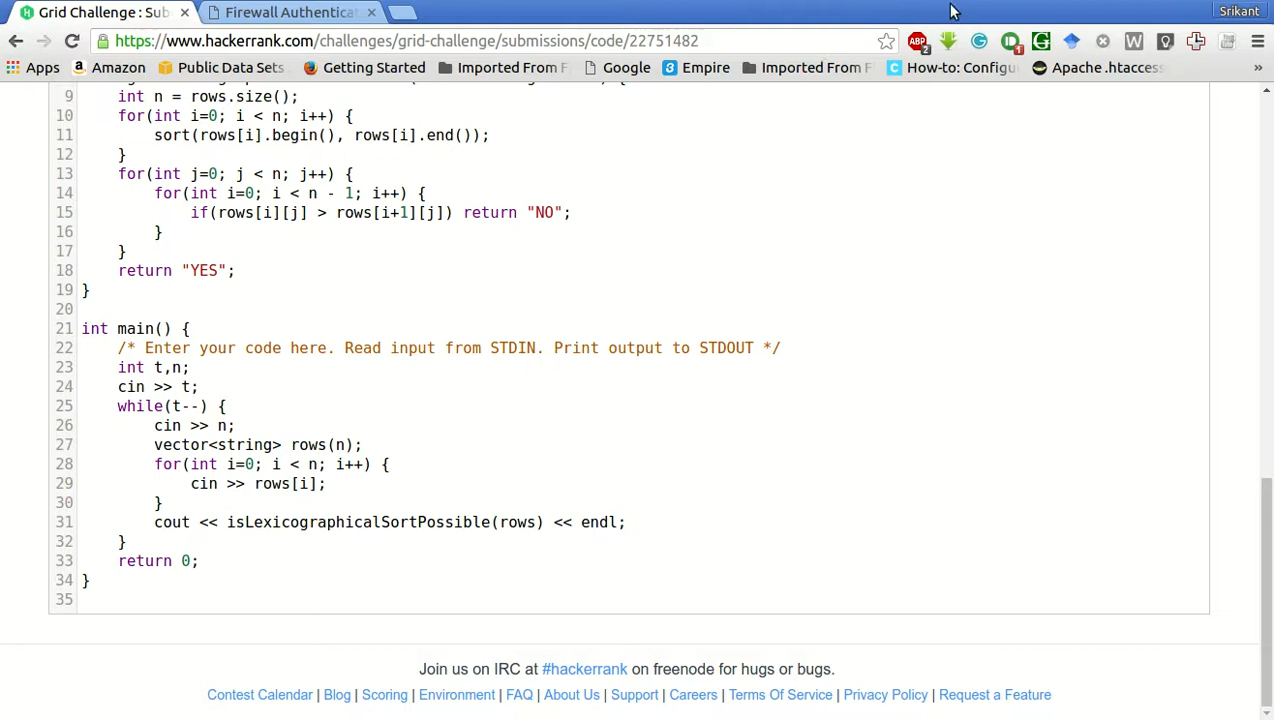 Grid Challenge : Sub
Firewall Authentica
Srikant
https://www.hackerrank.com/challenges/grid-challenge/submissions/code/22751482
ABP 2 1 G W
Apps Amazon Public Data Sets Getting Started Imported From F Google Empire Imported From F How-to: Configu Apache .htaccess »
9 int n = rows.size();
10 for(int i=0; i < n; i++) {
11 sort(rows[i].begin(), rows[i].end());
12 }
13 for(int j=0; j < n; j++) {
14 for(int i=0; i < n - 1; i++) {
15 if(rows[i][j] > rows[i+1][j]) return "NO";
16 }
17 }
18 return "YES";
19 }
20
21 int main() {
22 /* Enter your code here. Read input from STDIN. Print output to STDOUT */
23 int t,n;
24 cin >> t;
25 while(t--) {
26 cin >> n;
27 vector<string> rows(n);
28 for(int i=0; i < n; i++) {
29 cin >> rows[i];
30 }
31 cout << isLexicographicalSortPossible(rows) << endl;
32 }
33 return 0;
34 }
35
Join us on IRC at #hackerrank on freenode for hugs or bugs.
Contest Calendar | Blog | Scoring | Environment | FAQ | About Us | Support | Careers | Terms Of Service | Privacy Policy | Request a Feature